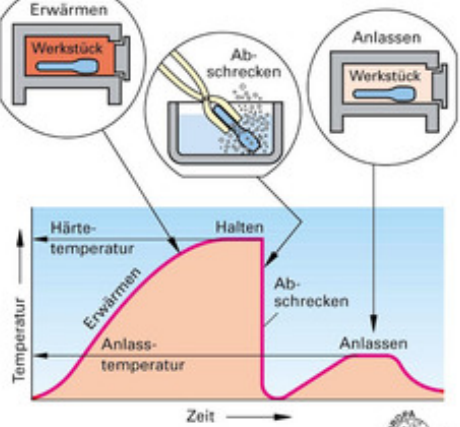 Erwärmen
Werkstück
Ab-
schrecken
Anlassen
Werkstück
Härte-
temperatur
Halten
Erwärmen
Ab-
schrecken
Anlass-
temperatur
Anlassen
Temperatur
Zeit